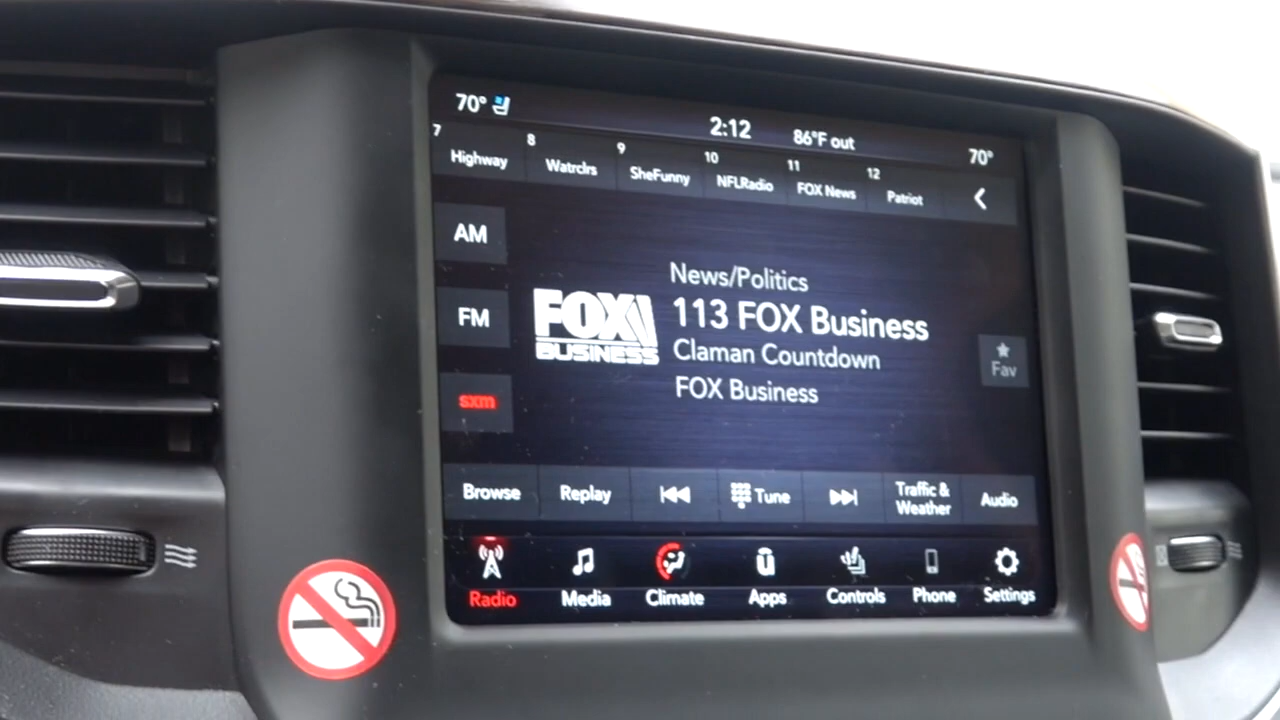 70° 2:12 86°F out 70°
7 Highway 8 Watrclrs 9 SheFunny 10 NFLRadio 11 FOX News 12 Patriot
AM
FM
sxm
FOX
BUSINESS
News/Politics
113 FOX Business
Claman Countdown
FOX Business
Fav
Browse Replay Tune Traffic & Weather Audio
Radio Media Climate Apps Controls Phone Settings